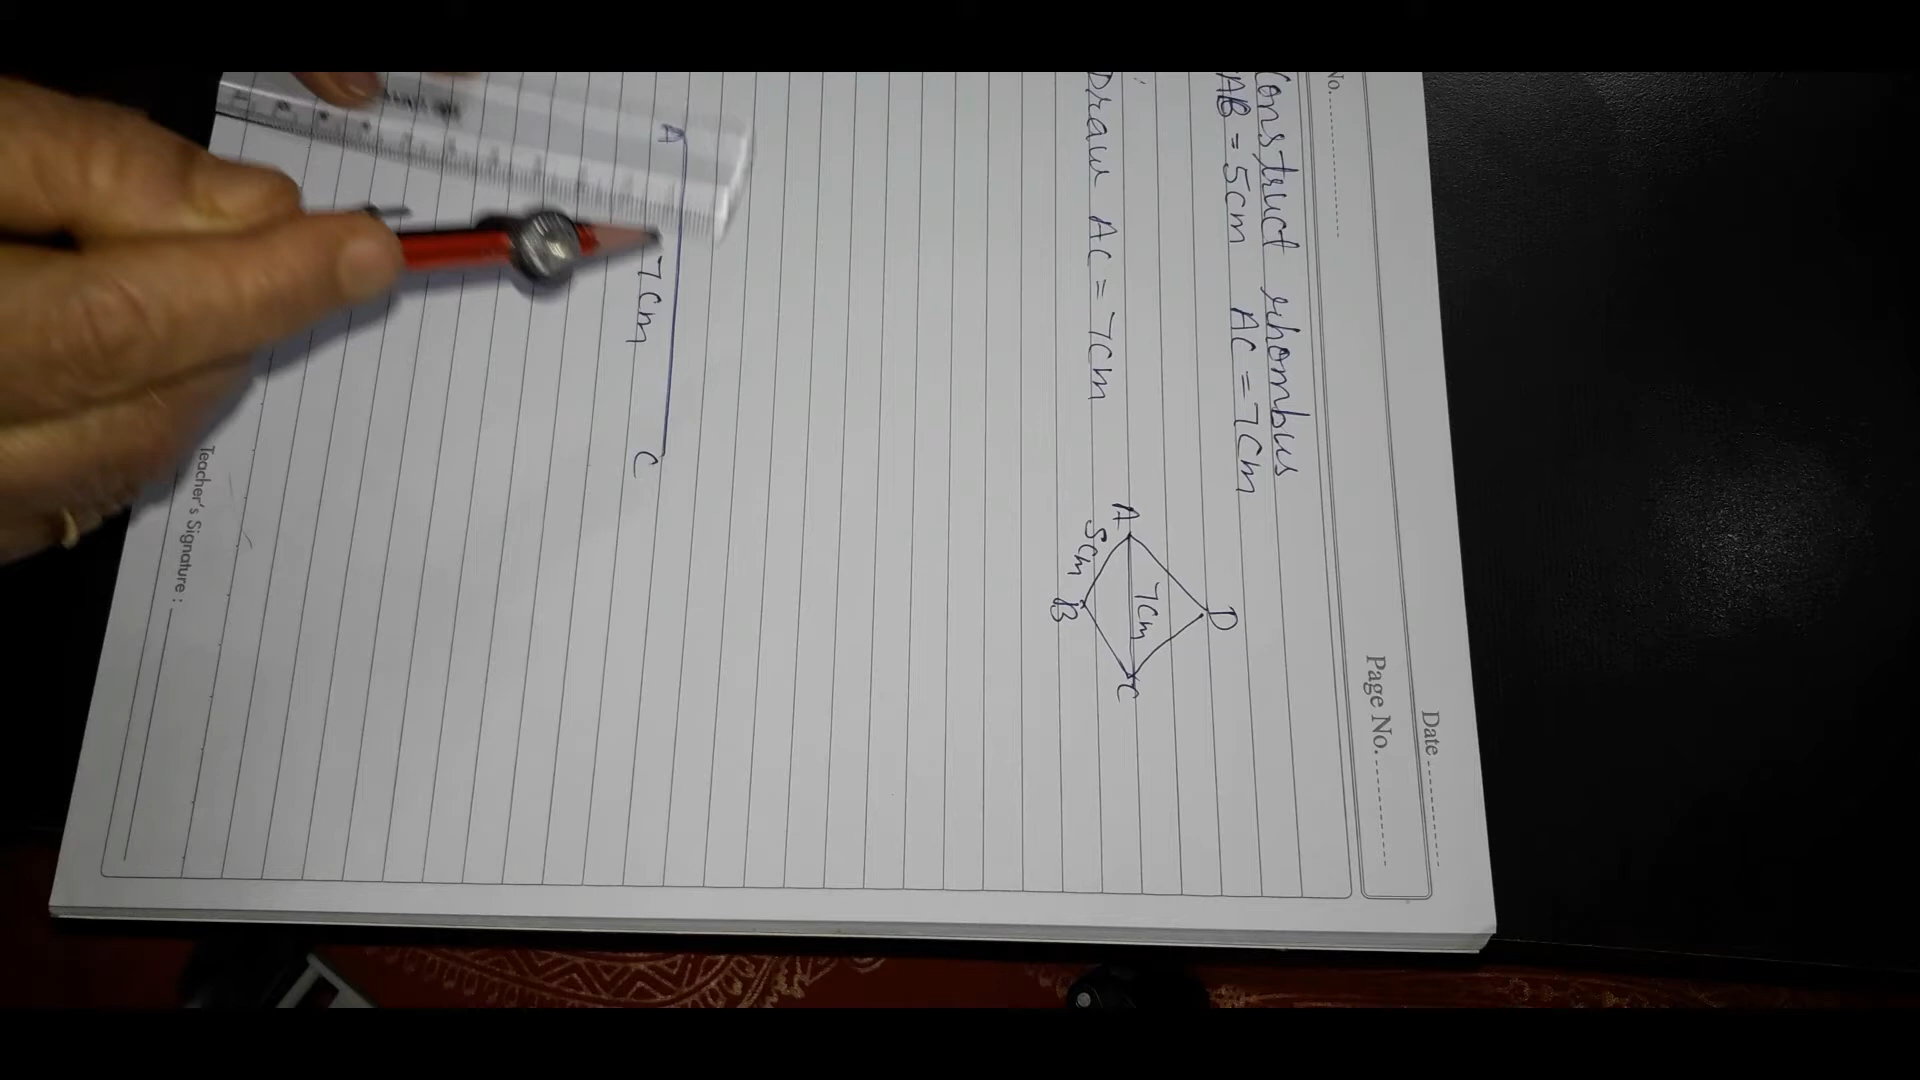 Date
Page No.
No.
Construct rhombus
AB = 5cm AC = 7cm
Draw AC = 7cm
D
A
7cm
C
5cm
B
A
7cm
C
Teacher's Signature :